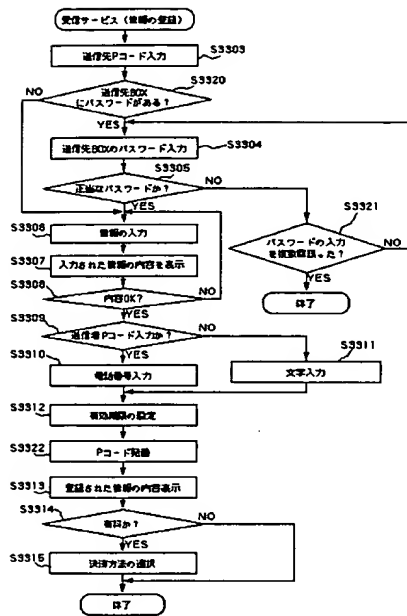 受信サービス(情報の登録)
S3303
送信先Pコード入力
S3320
送信先BOX
にパスワードがある?
NO
YES
S3304
送信先BOXのパスワード入力
S3305
正当なパスワードか?
NO
YES
S3321
パスワードの入力
を複数回誤った?
NO
YES
終了
S3308
情報の入力
S3307
入力された情報の内容を表示
S3308
内容OK?
NO
YES
S3309
送信者Pコード入力か?
NO
YES
S3310
電話番号入力
S3311
文字入力
S3312
有効期限の設定
S3322
Pコード発番
S3313
登録された情報の内容表示
S3314
有料か?
NO
YES
S3315
決済方法の選択
終了